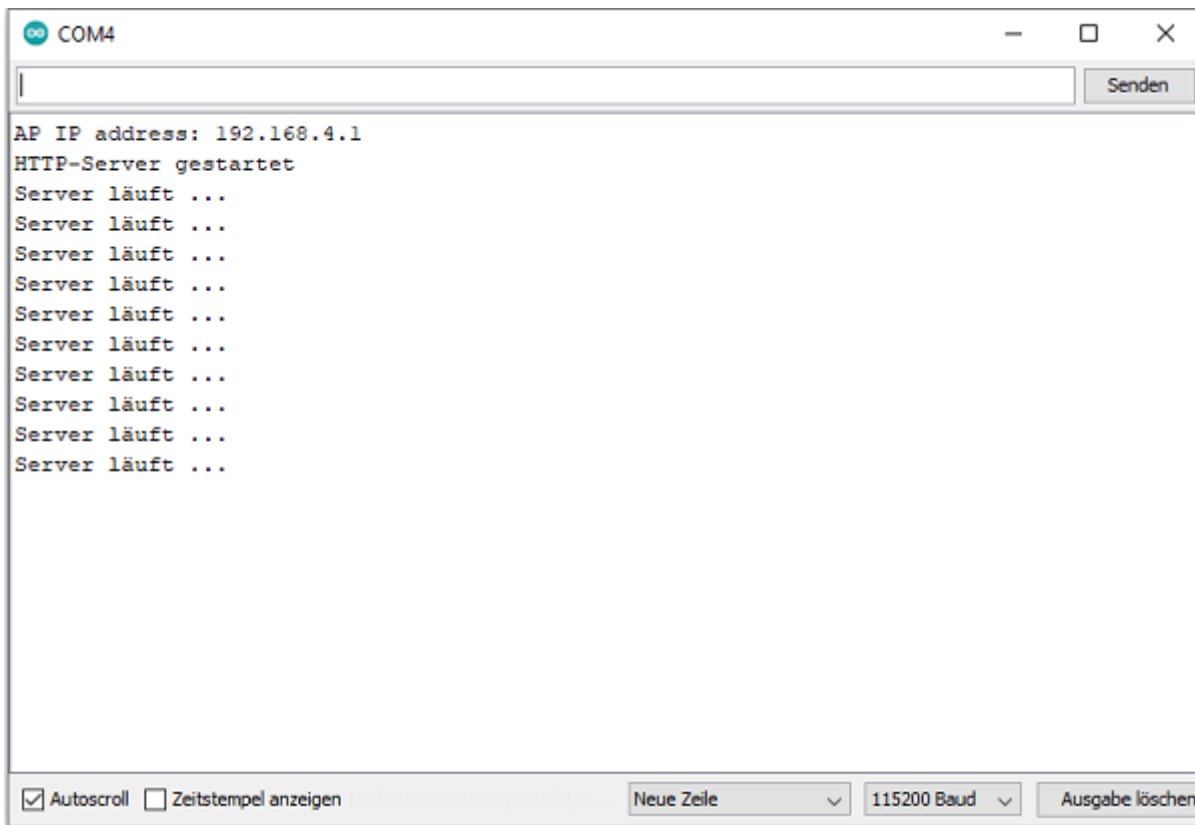 COM4
Senden
AP IP address: 192.168.4.1
HTTP-Server gestartet
Server läuft ...
Server läuft ...
Server läuft ...
Server läuft ...
Server läuft ...
Server läuft ...
Server läuft ...
Server läuft ...
Server läuft ...
Server läuft ...
Autoscroll Zeitstempel anzeigen Neue Zeile 115200 Baud Ausgabe löschen